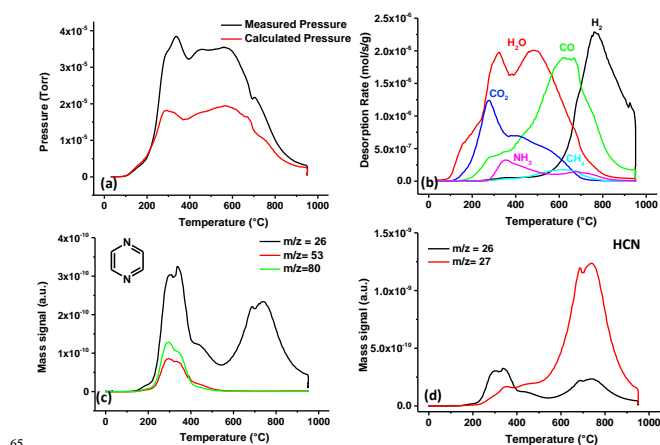 4x10⁻⁵
3x10⁻⁵
2x10⁻⁵
1x10⁻⁵
0
Pressure (Torr)
Measured Pressure
Calculated Pressure
(a)
0 200 400 600 800 1000
Temperature (°C)
2.5x10⁻⁶
2.0x10⁻⁶
1.5x10⁻⁶
1.0x10⁻⁶
5.0x10⁻⁷
0.0
Desorption Rate (mol/s/g)
H₂
H₂O
CO
CO₂
NH₃
CH₄
(b)
0 200 400 600 800 1000
Temperature (°C)
4x10⁻¹⁰
3x10⁻¹⁰
2x10⁻¹⁰
1x10⁻¹⁰
0
Mass signal (a.u.)
N
N
m/z = 26
m/z = 53
m/z=80
(c)
0 200 400 600 800 1000
Temperature (°C)
1.5x10⁻⁹
1.0x10⁻⁹
5.0x10⁻¹⁰
0.0
Mass signal (a.u.)
m/z = 26
m/z = 27
HCN
(d)
0 200 400 600 800 1000
Temperature (°C)
65